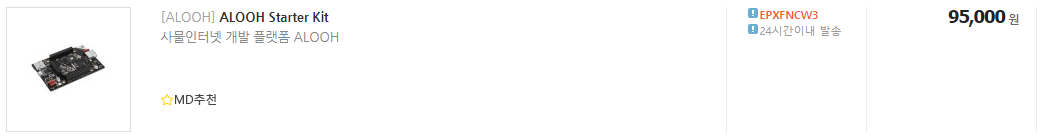 [ALOOH] ALOOH Starter Kit
사물인터넷 개발 플랫폼 ALOOH
MD추천
EPXFNCW3
24시간이내 발송
95,000 원